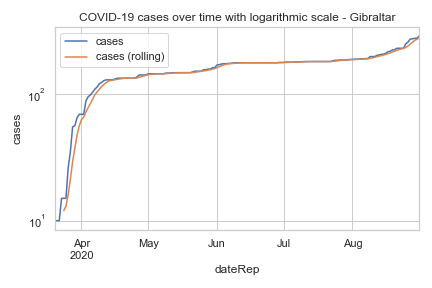 COVID-19 cases over time with logarithmic scale - Gibraltar
cases
cases (rolling)
10²
10¹
cases
Apr
2020
May
Jun
Jul
Aug
dateRep